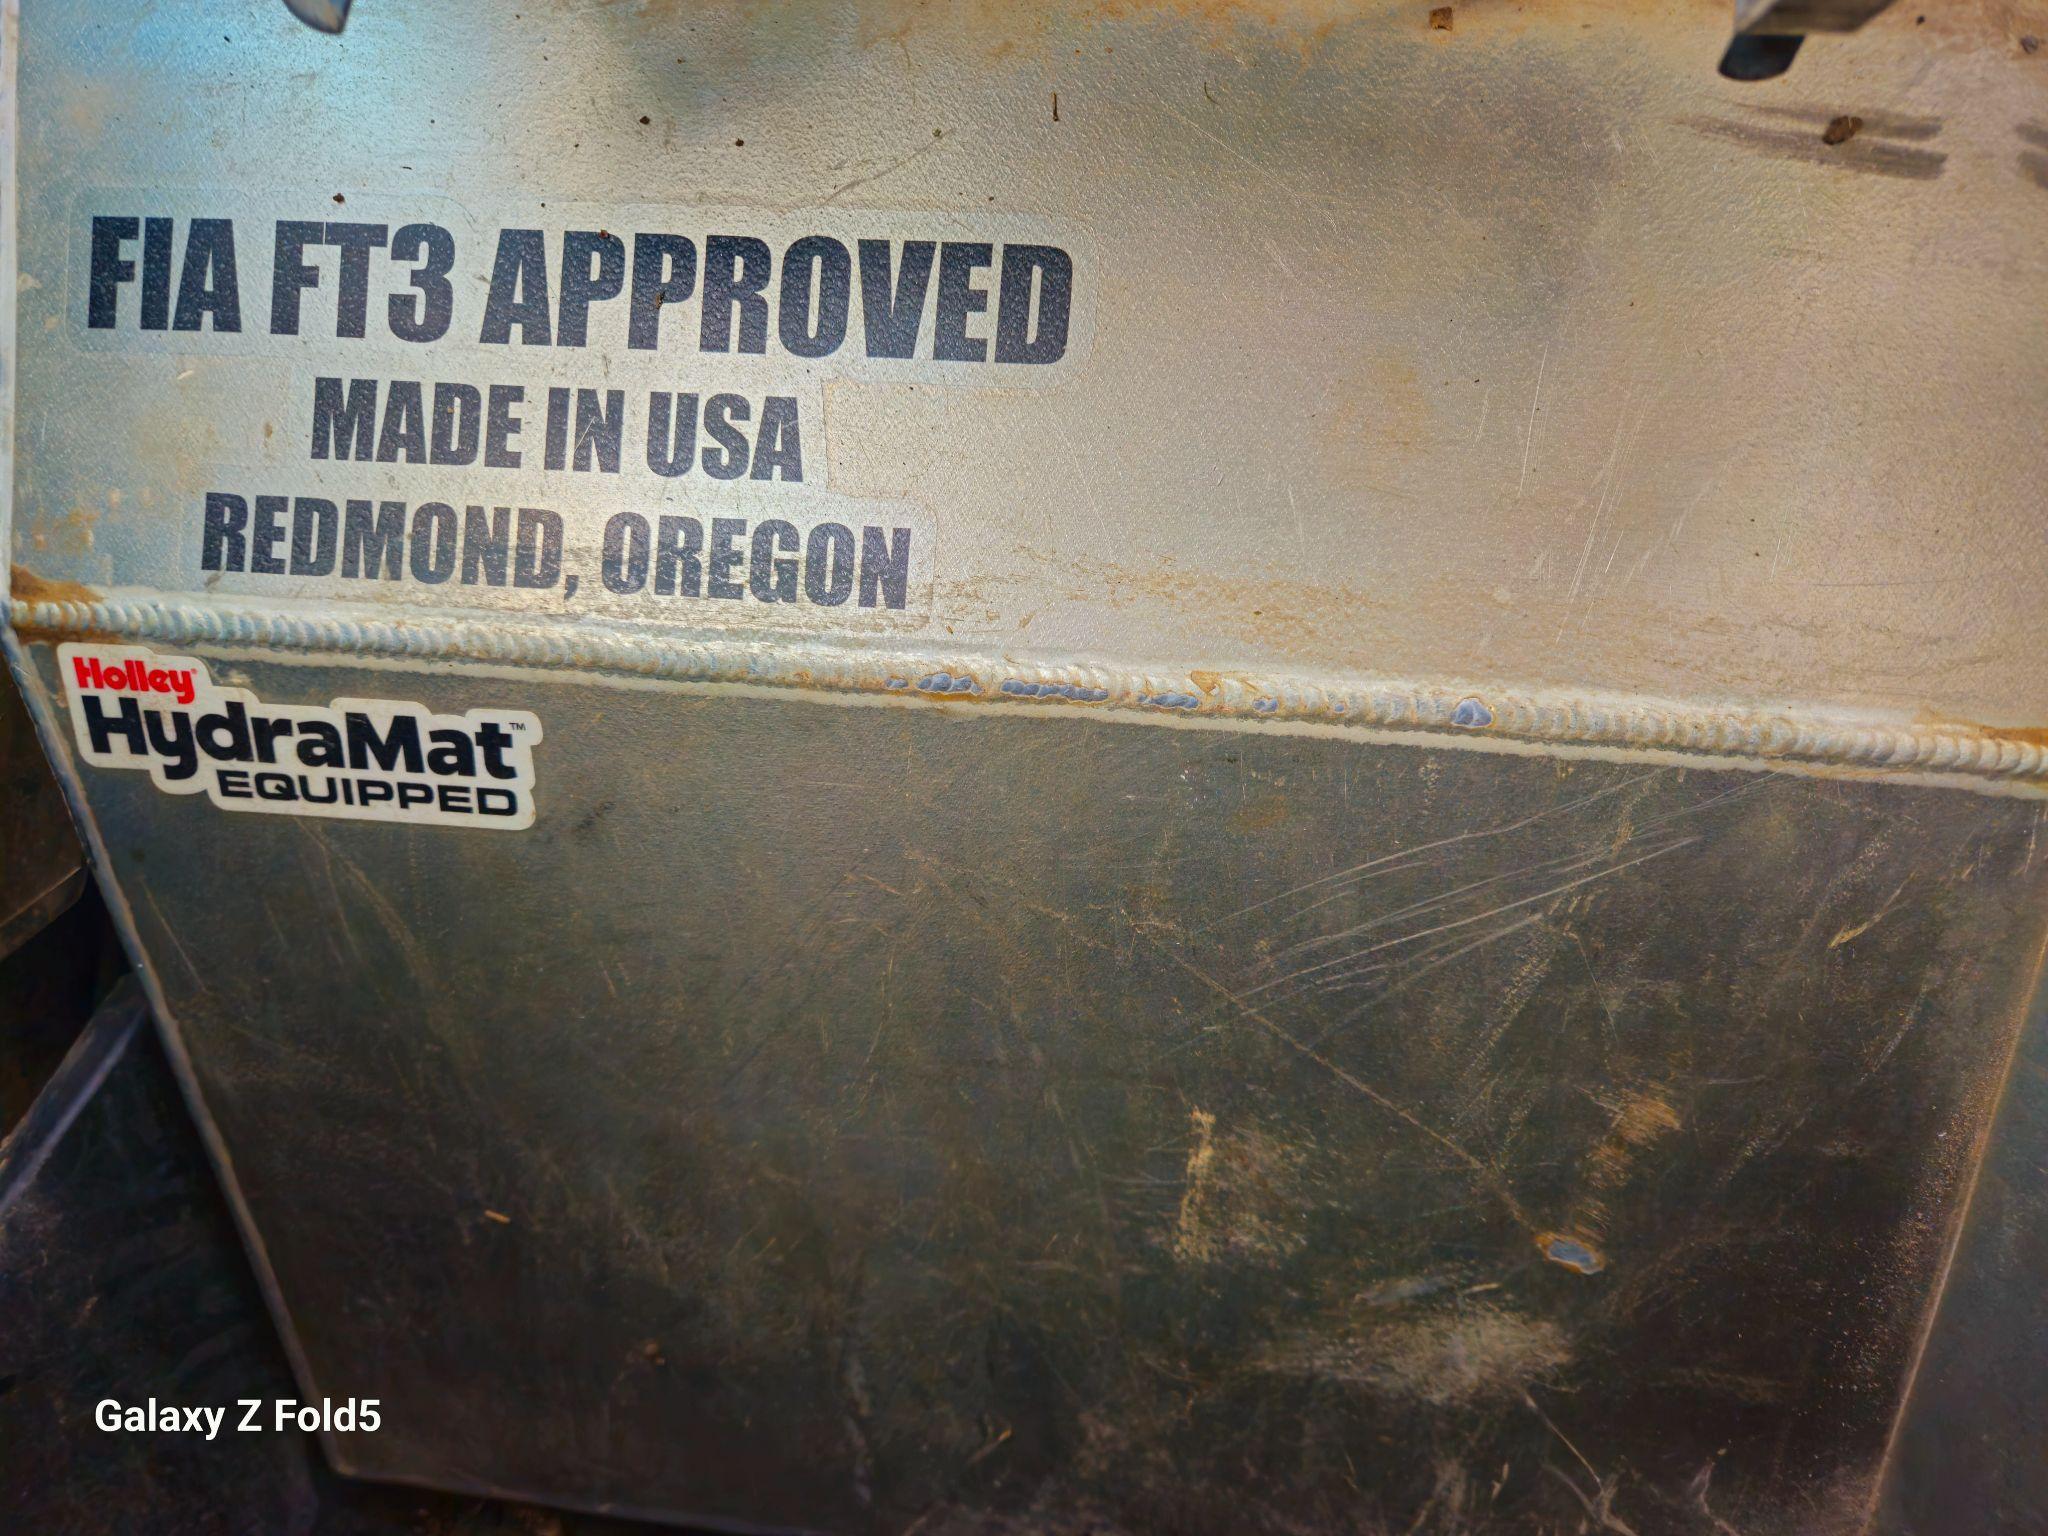 FIA FT3 APPROVED
MADE IN USA
REDMOND, OREGON
Holley®
HydraMat™
EQUIPPED
Galaxy Z Fold5